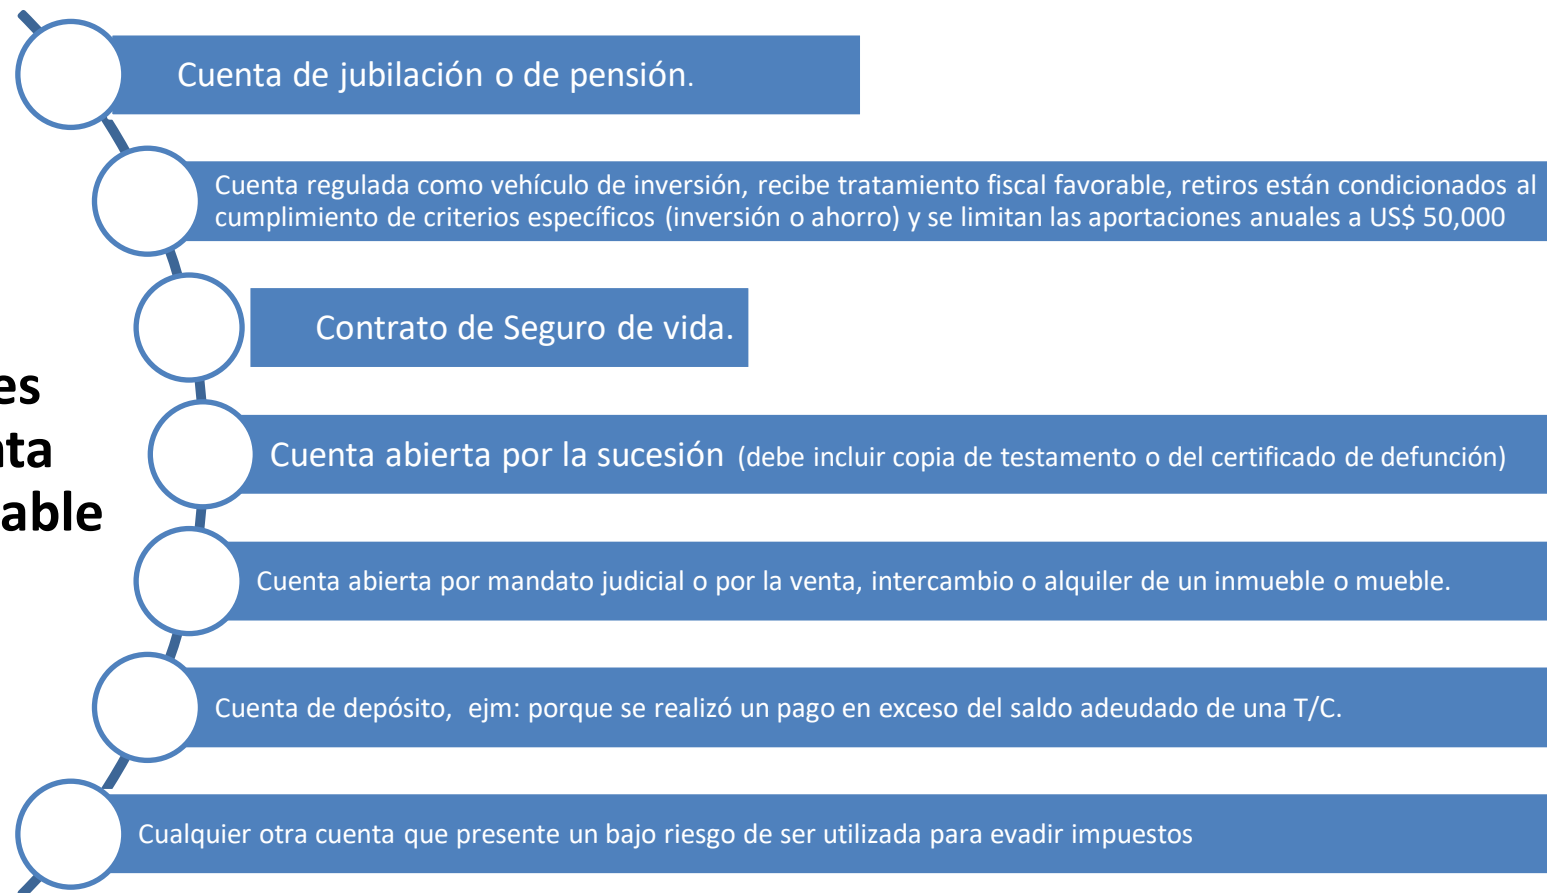 Cuenta de jubilación o de pensión.
Cuenta regulada como vehículo de inversión, recibe tratamiento fiscal favorable, retiros están condicionados al
cumplimiento de criterios específicos (inversión o ahorro) y se limitan las aportaciones anuales a US$ 50,000
Contrato de Seguro de vida.
Cuenta abierta por la sucesión (debe incluir copia de testamento o del certificado de defunción)
Cuenta abierta por mandato judicial o por la venta, intercambio o alquiler de un inmueble o mueble.
Cuenta de depósito, ejm: porque se realizó un pago en exceso del saldo adeudado de una T/C.
Cualquier otra cuenta que presente un bajo riesgo de ser utilizada para evadir impuestos